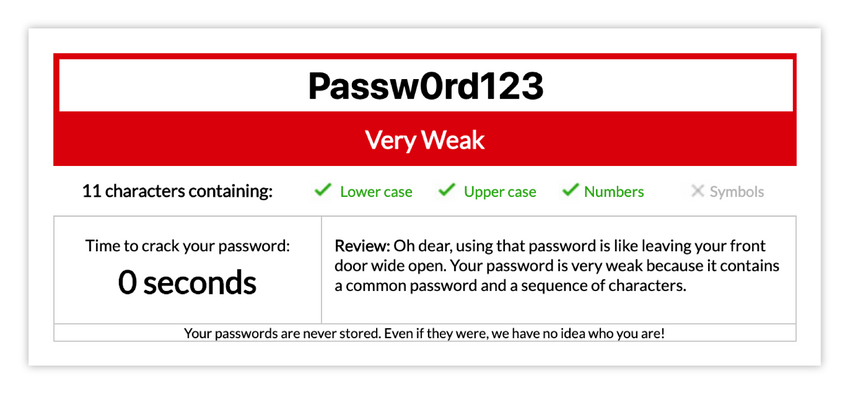 Passw0rd123
Very Weak
11 characters containing: Lower case Upper case Numbers Symbols
Time to crack your password:
0 seconds
Review: Oh dear, using that password is like leaving your front
door wide open. Your password is very weak because it contains
a common password and a sequence of characters.
Your passwords are never stored. Even if they were, we have no idea who you are!